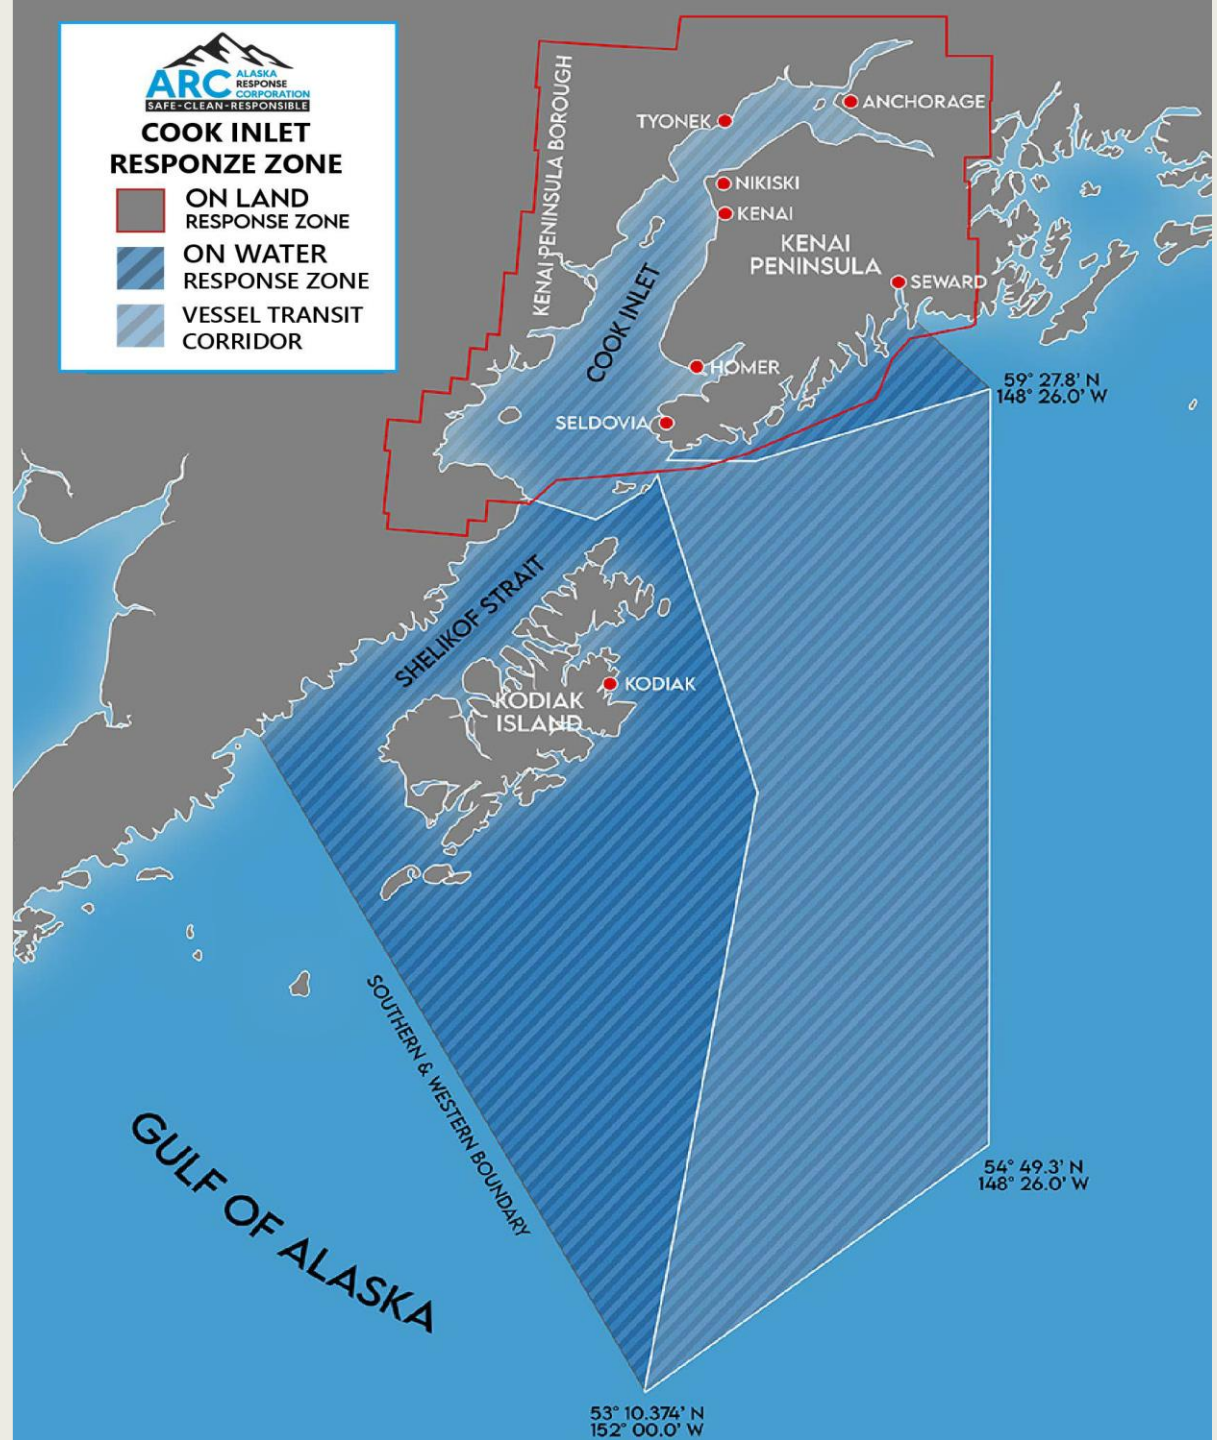 ARC
ALASKA
RESPONSE
CORPORATION
SAFE-CLEAN-RESPONSIBLE
COOK INLET
RESPONZE ZONE
ON LAND
RESPONSE ZONE
ON WATER
RESPONSE ZONE
VESSEL TRANSIT
CORRIDOR
KENAI PENINSULA BOROUGH
ANCHORAGE
TYONEK
NIKISKI
KENAI
KENAI
PENINSULA
SEWARD
COOK INLET
HOMER
SELDOVIA
59° 27.8' N
148° 26.0' W
SHELIKOF STRAIT
KODIAK
KODIAK
ISLAND
SOUTHERN & WESTERN BOUNDARY
GULF OF ALASKA
54° 49.3' N
148° 26.0' W
53° 10.374' N
152° 00.0' W